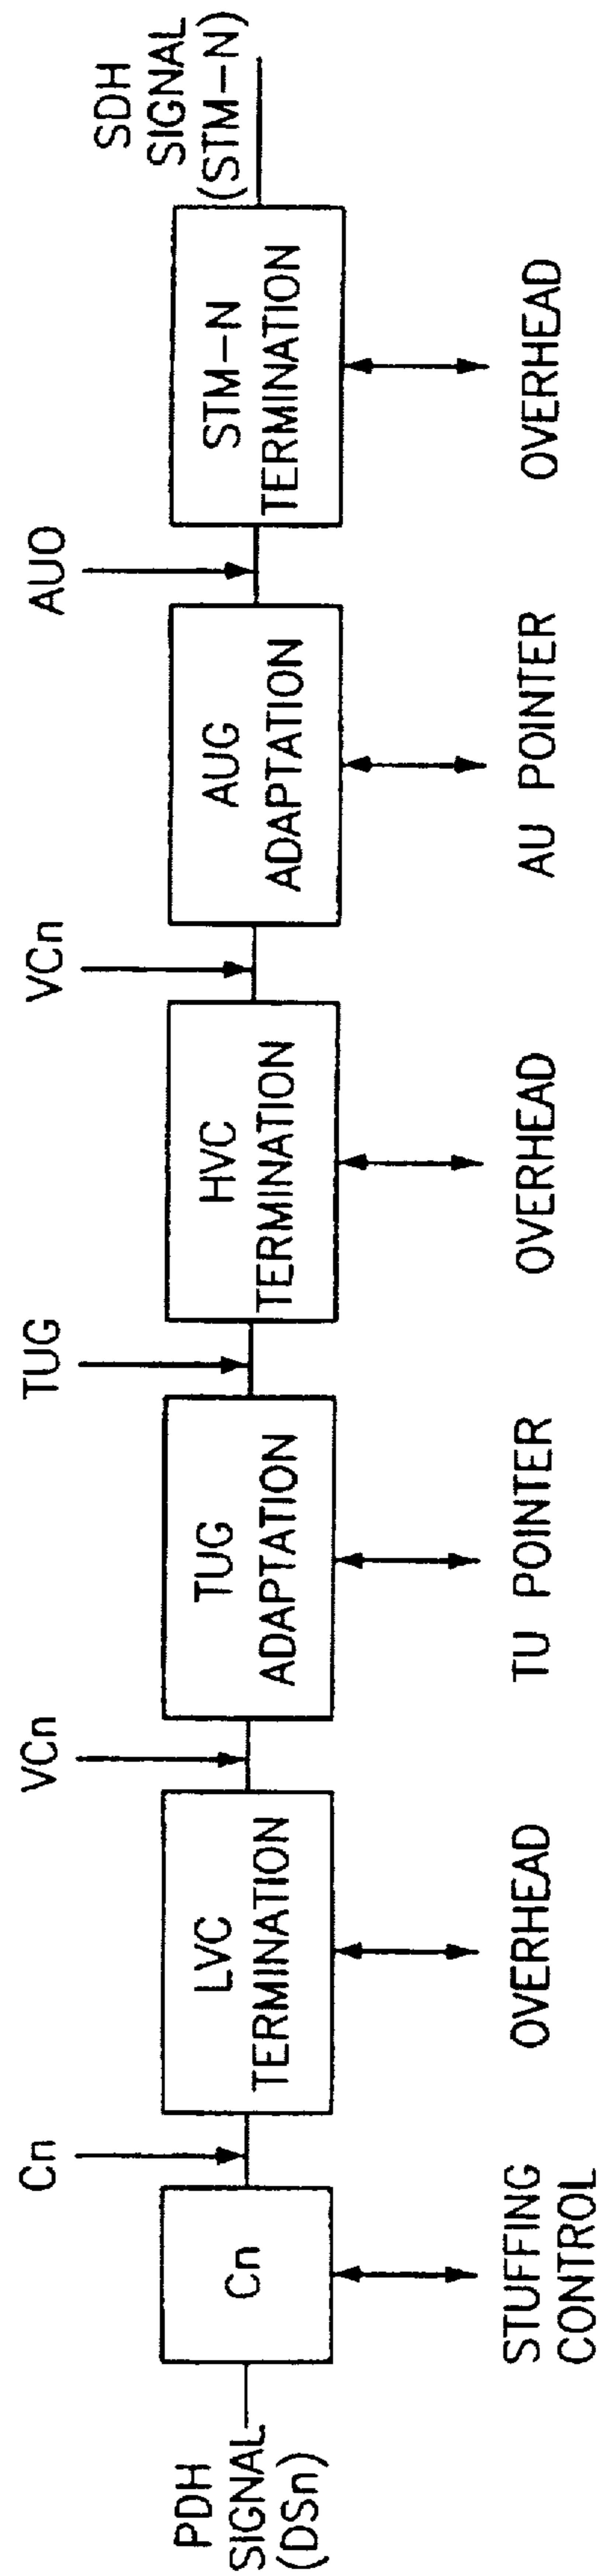 PDH
SIGNAL
(DSn)
Cn
Cn
STUFFING
CONTROL
LVC
TERMINATION
OVERHEAD
VCn
TUG
ADAPTATION
TU POINTER
TUG
HVC
TERMINATION
OVERHEAD
VCn
AUG
ADAPTATION
AU POINTER
AUO
STM-N
TERMINATION
OVERHEAD
SDH
SIGNAL
(STM-N)